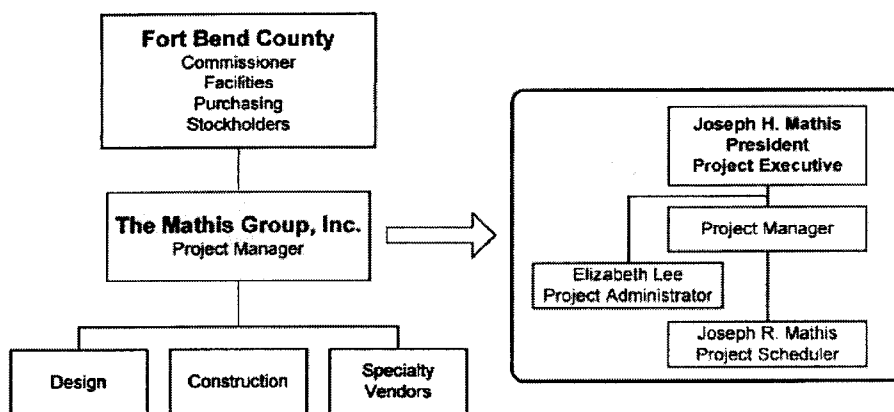 Fort Bend County
Commissioner
Facilities
Purchasing
Stockholders
The Mathis Group, Inc.
Project Manager
Design
Construction
Specialty
Vendors
Joseph H. Mathis
President
Project Executive
Project Manager
Elizabeth Lee
Project Administrator
Joseph R. Mathis
Project Scheduler